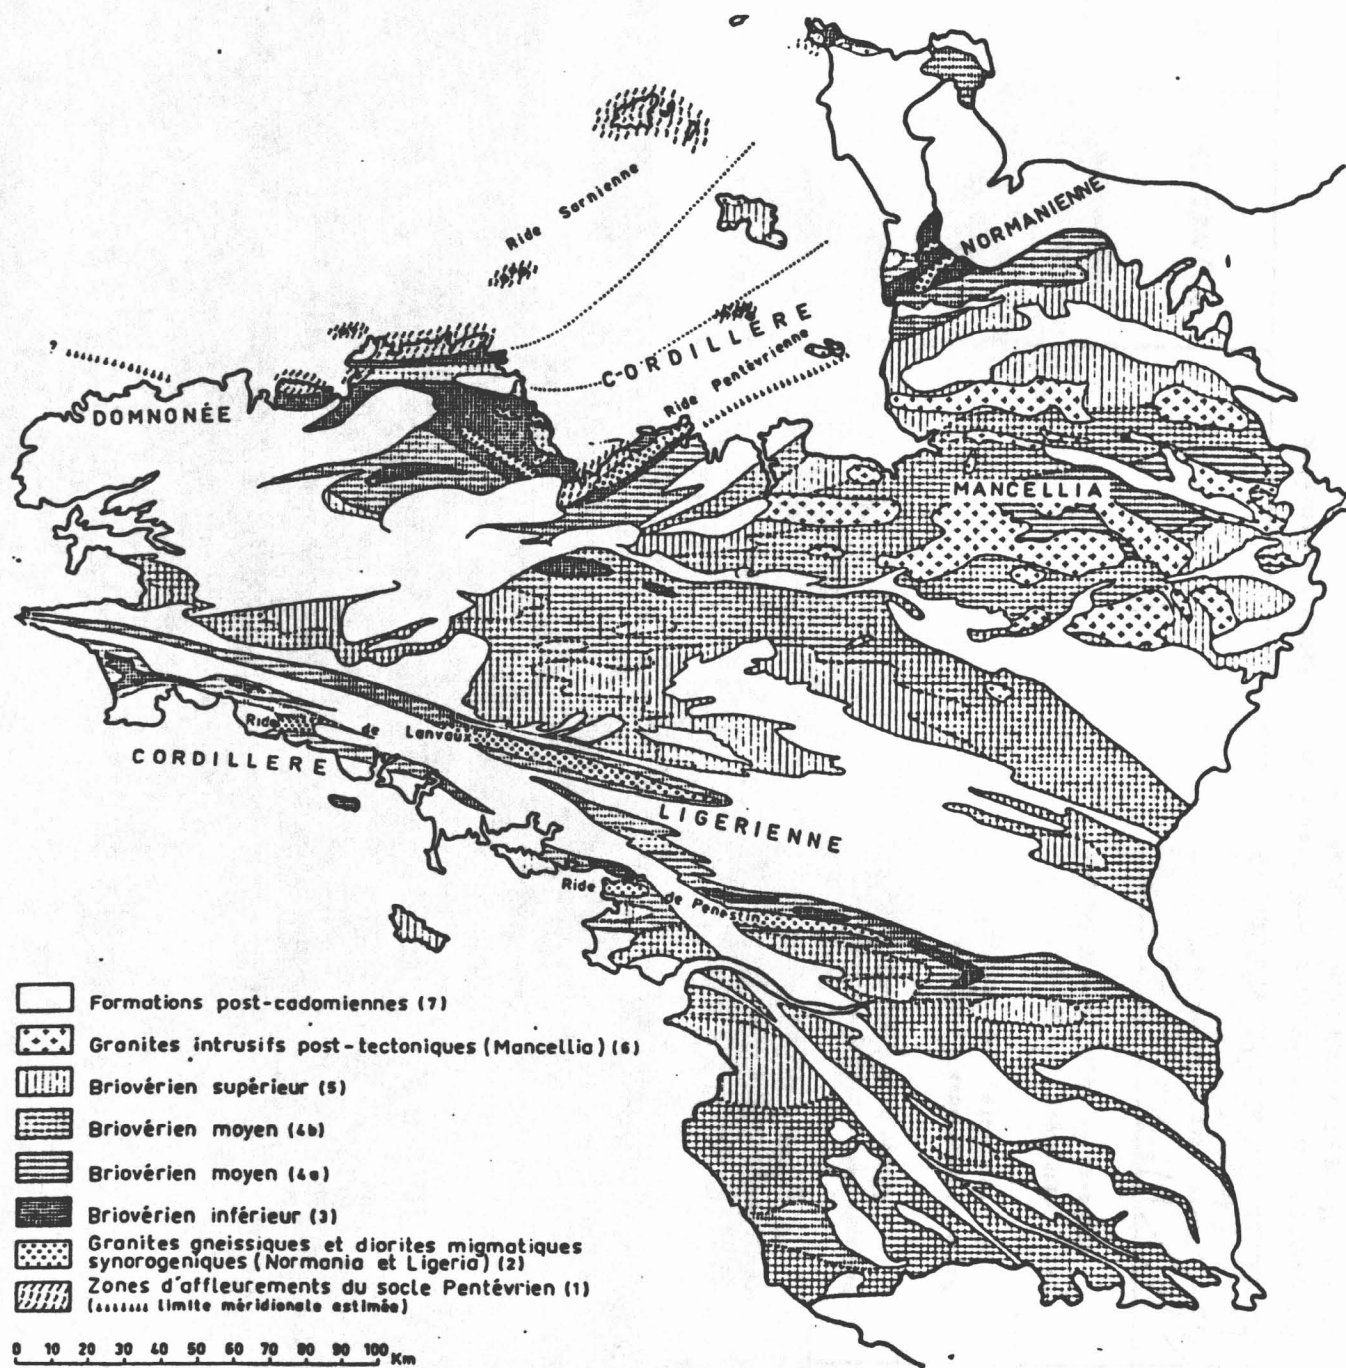 Ride Sarnienne
NORMANIENNE
CORDILLÈRE
Ride Pentévrienne
?
DOMNONÉE
MANCELLIA
Ride de Lanvaux
CORDILLERE
LIGERIENNE
Ride de Penestin
Formations post-cadomiennes (7)
Granites intrusifs post-tectoniques (Mancellia) (6)
Briovérien supérieur (5)
Briovérien moyen (4b)
Briovérien moyen (4a)
Briovérien inférieur (3)
Granites gneissiques et diorites migmatiques
synorogeniques (Normania et Ligeria) (2)
Zones d'affleurements du socle Pentévrien (1)
(limite méridionale estimée)
0 10 20 30 40 50 60 70 80 90 100 Km